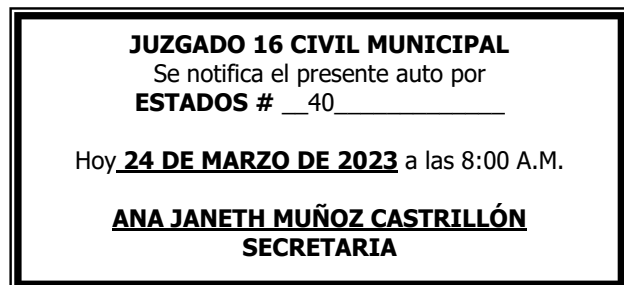 JUZGADO 16 CIVIL MUNICIPAL
Se notifica el presente auto por
ESTADOS # __40_____________
Hoy 24 DE MARZO DE 2023 a las 8:00 A.M.
ANA JANETH MUÑOZ CASTRILLÓN
SECRETARIA